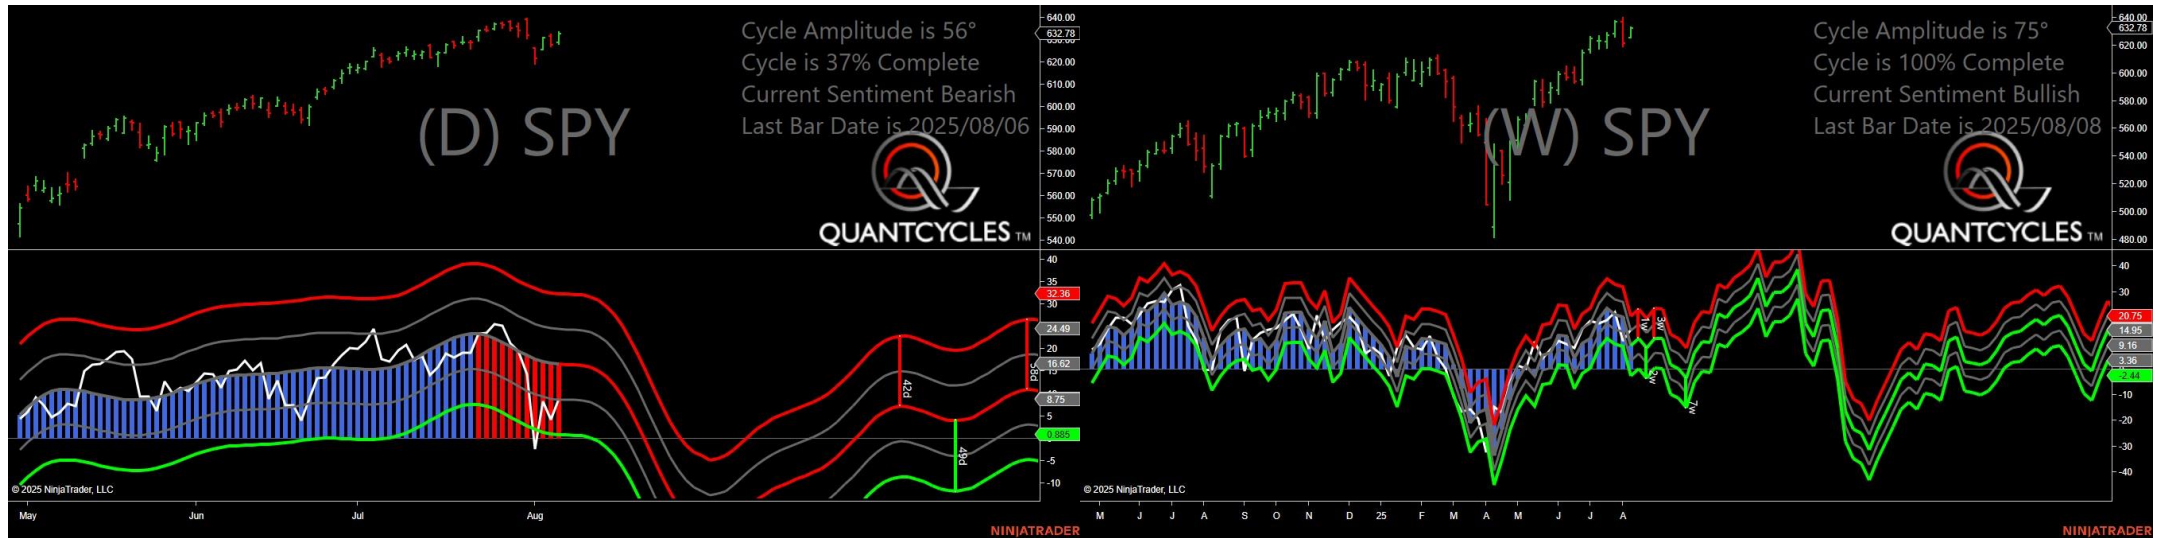 Cycle Amplitude is 56°
Cycle is 37% Complete
Current Sentiment Bearish
Last Bar Date is 2025/08/06
(D) SPY
QUANTCYCLES TM
640.00
632.78
620.00
610.00
600.00
590.00
580.00
570.00
560.00
550.00
540.00
40
35
32.36
30
24.49
20
16.62
58d
42d
8.75
5
0.885
49d
-5
-10
© 2025 NinjaTrader, LLC
May Jun Jul Aug
NINJATRADER
Cycle Amplitude is 75°
Cycle is 100% Complete
Current Sentiment Bullish
Last Bar Date is 2025/08/08
(W) SPY
QUANTCYCLES TM
640.00
632.78
620.00
600.00
580.00
560.00
540.00
520.00
500.00
480.00
40
30
20.75
1w 3w
14.95
9.16
3.36
2w
-2.44
7w
-10
-20
-30
-40
© 2025 NinjaTrader, LLC
M J J A S O N D 25 F M A M J J A
NINJATRADER